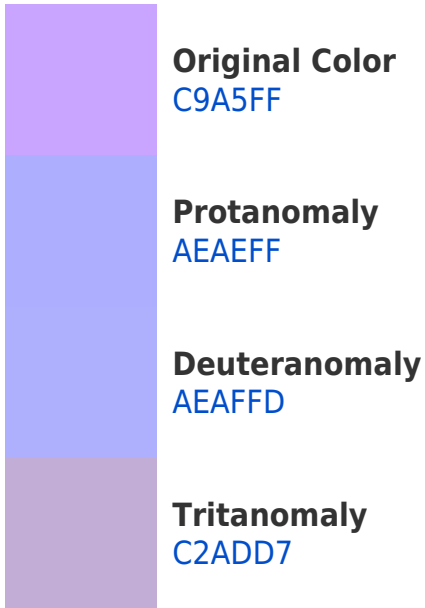 Original Color
C9A5FF
Protanomaly
AEAEFF
Deuteranomaly
AEAFFD
Tritanomaly
C2ADD7